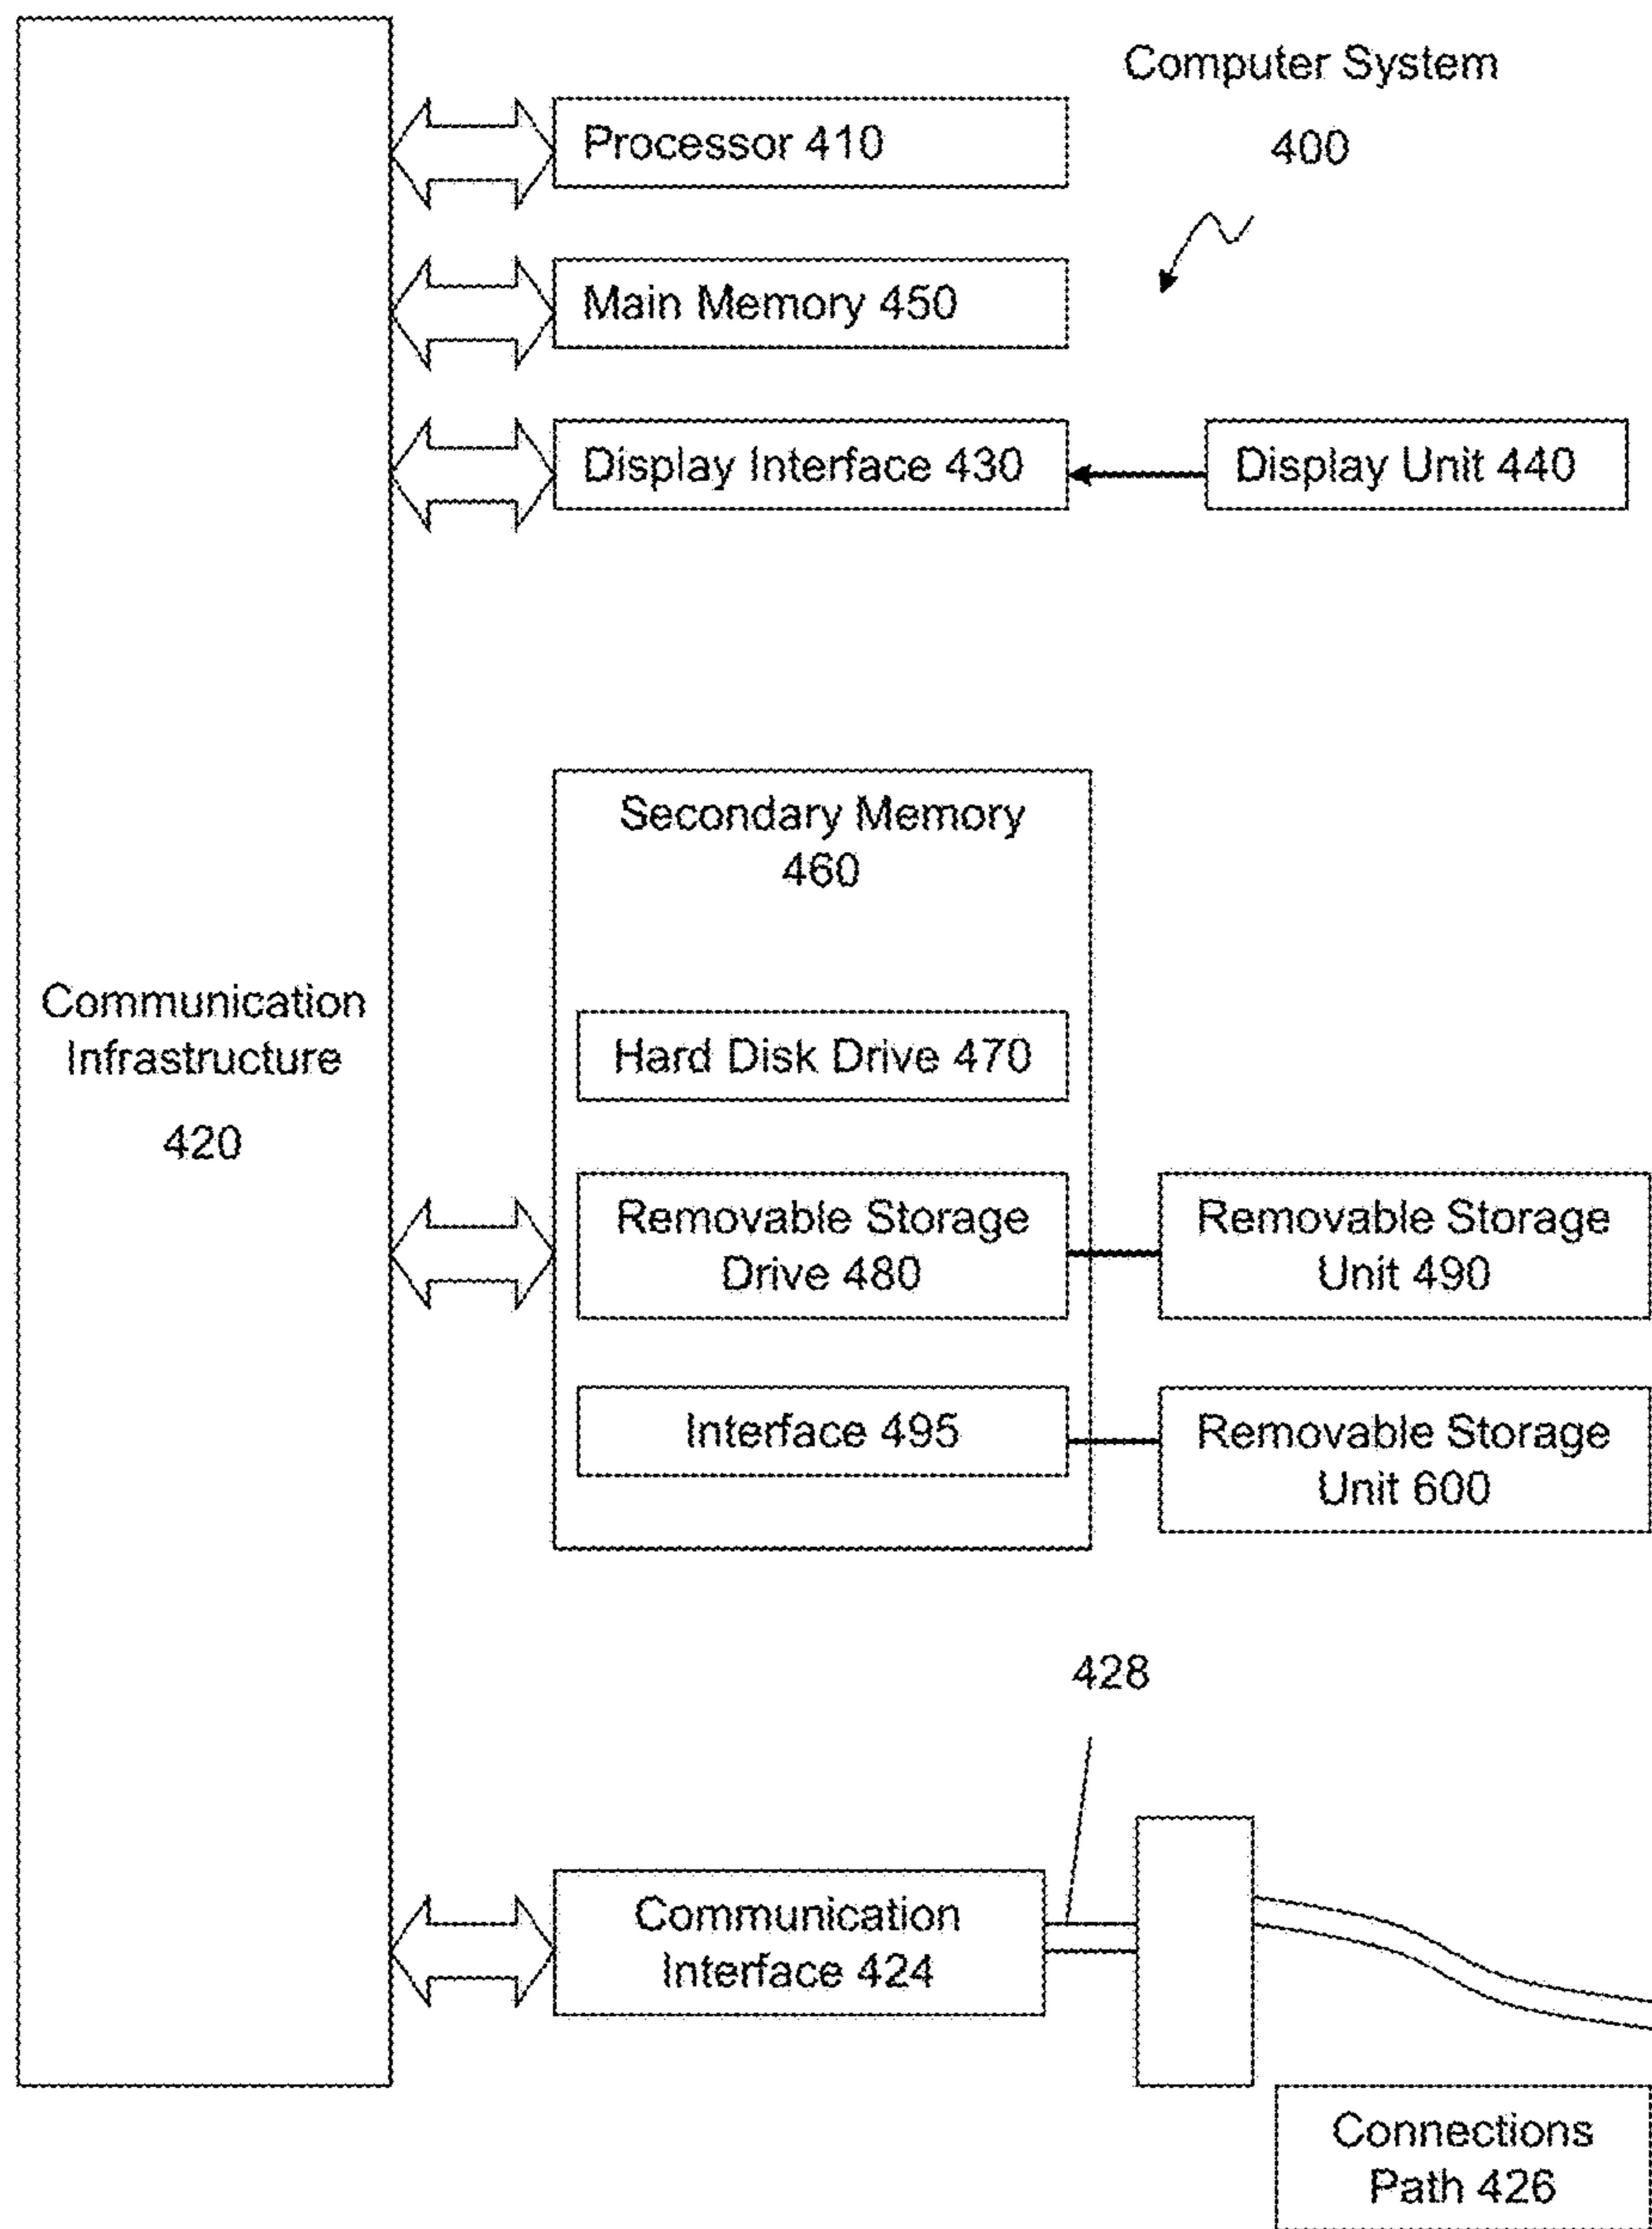 Computer System
400
Processor 410
Main Memory 450
Display Interface 430
Display Unit 440
Secondary Memory
460
Communication
Infrastructure
420
Hard Disk Drive 470
Removable Storage
Drive 480
Removable Storage
Unit 490
Interface 495
Removable Storage
Unit 600
428
Communication
Interface 424
Connections
Path 426